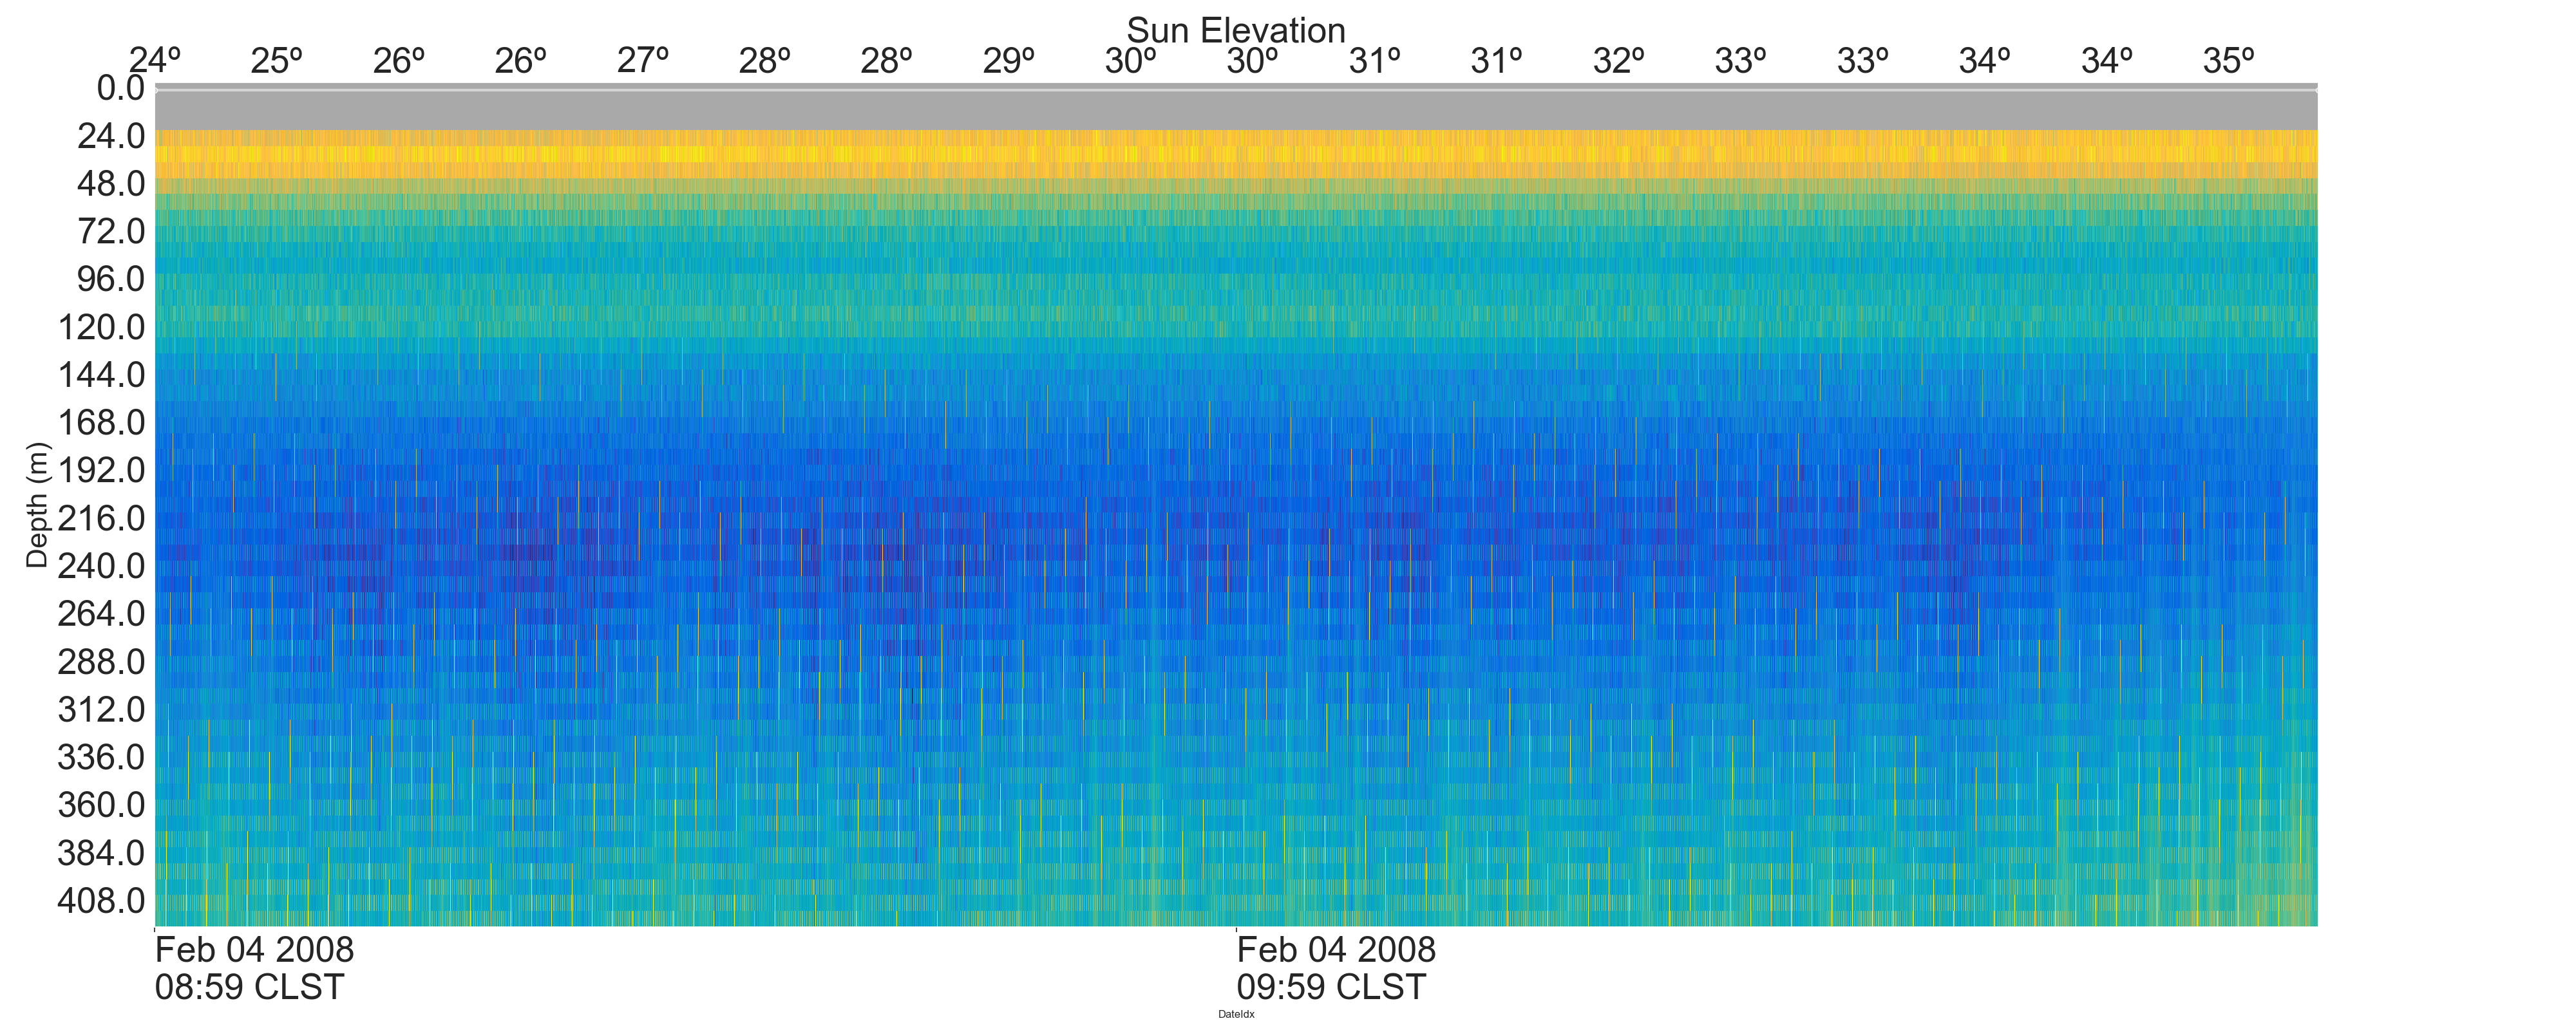 Sun Elevation
24º 25º 26º 26º 27º 28º 28º 29º 30º 30º 31º 31º 32º 33º 33º 34º 34º 35º
0.0
24.0
48.0
72.0
96.0
120.0
144.0
168.0
192.0
216.0
240.0
264.0
288.0
312.0
336.0
360.0
384.0
408.0
Depth (m)
Feb 04 2008
08:59 CLST
Feb 04 2008
09:59 CLST
DateIdx